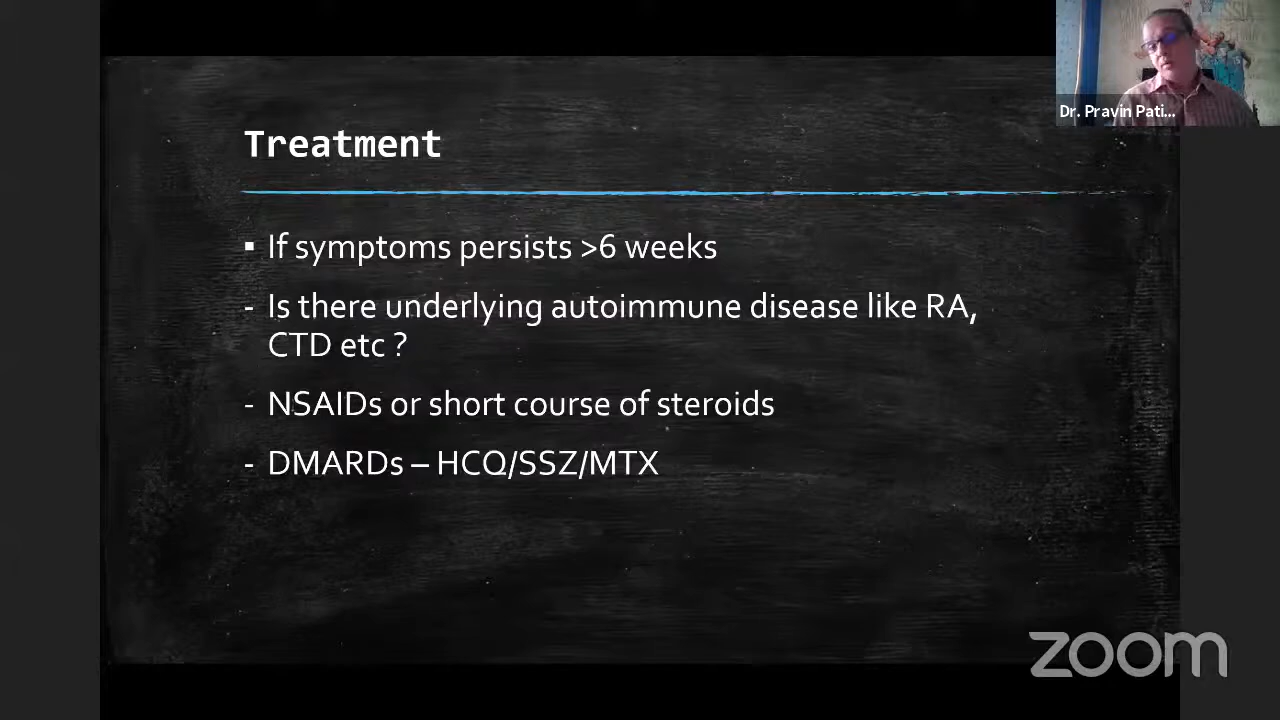 Dr. Pravin Pati...
Treatment
▪ If symptoms persists >6 weeks
- Is there underlying autoimmune disease like RA,
CTD etc ?
- NSAIDs or short course of steroids
- DMARDs – HCQ/SSZ/MTX
zoom